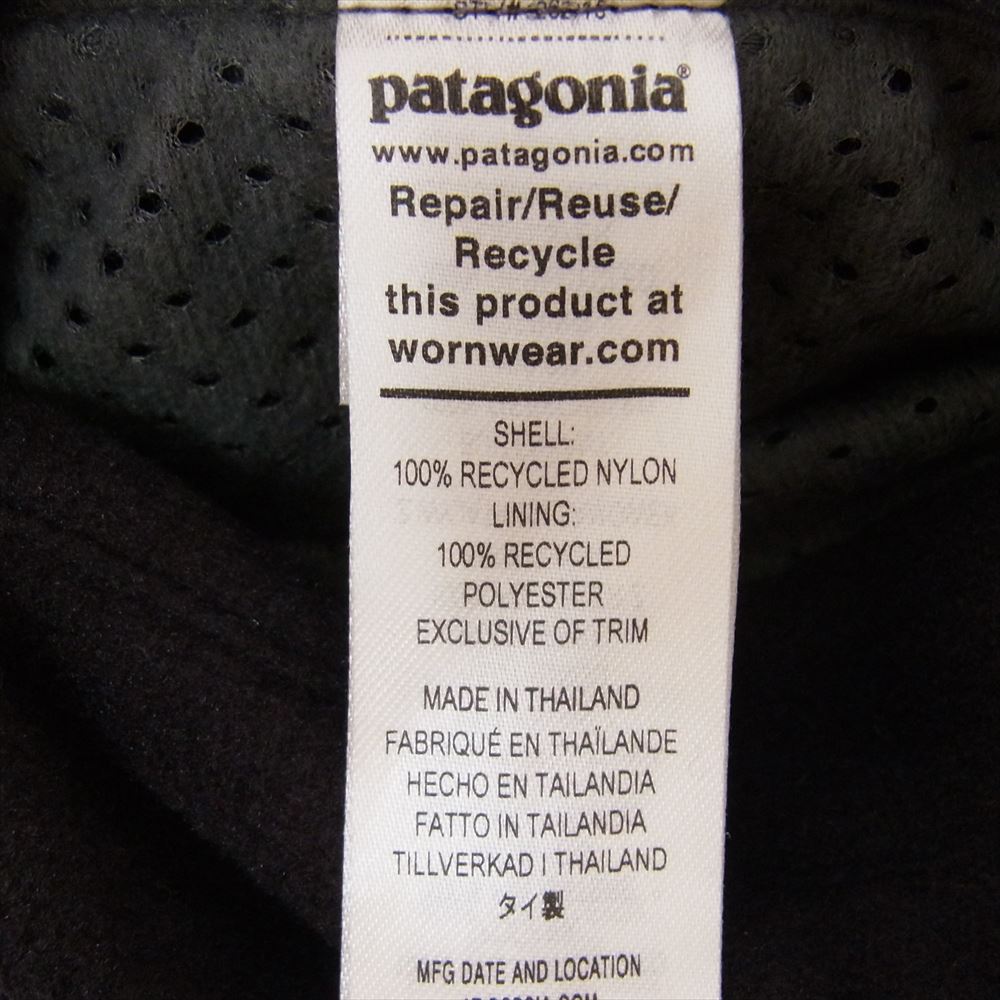 patagonia®
www.patagonia.com
Repair/Reuse/
Recycle
this product at
wornwear.com
SHELL:
100% RECYCLED NYLON
LINING:
100% RECYCLED
POLYESTER
EXCLUSIVE OF TRIM
MADE IN THAILAND
FABRIQUÉ EN THAÏLANDE
HECHO EN TAILANDIA
FATTO IN TAILANDIA
TILLVERKAD I THAILAND
タイ製
MFG DATE AND LOCATION